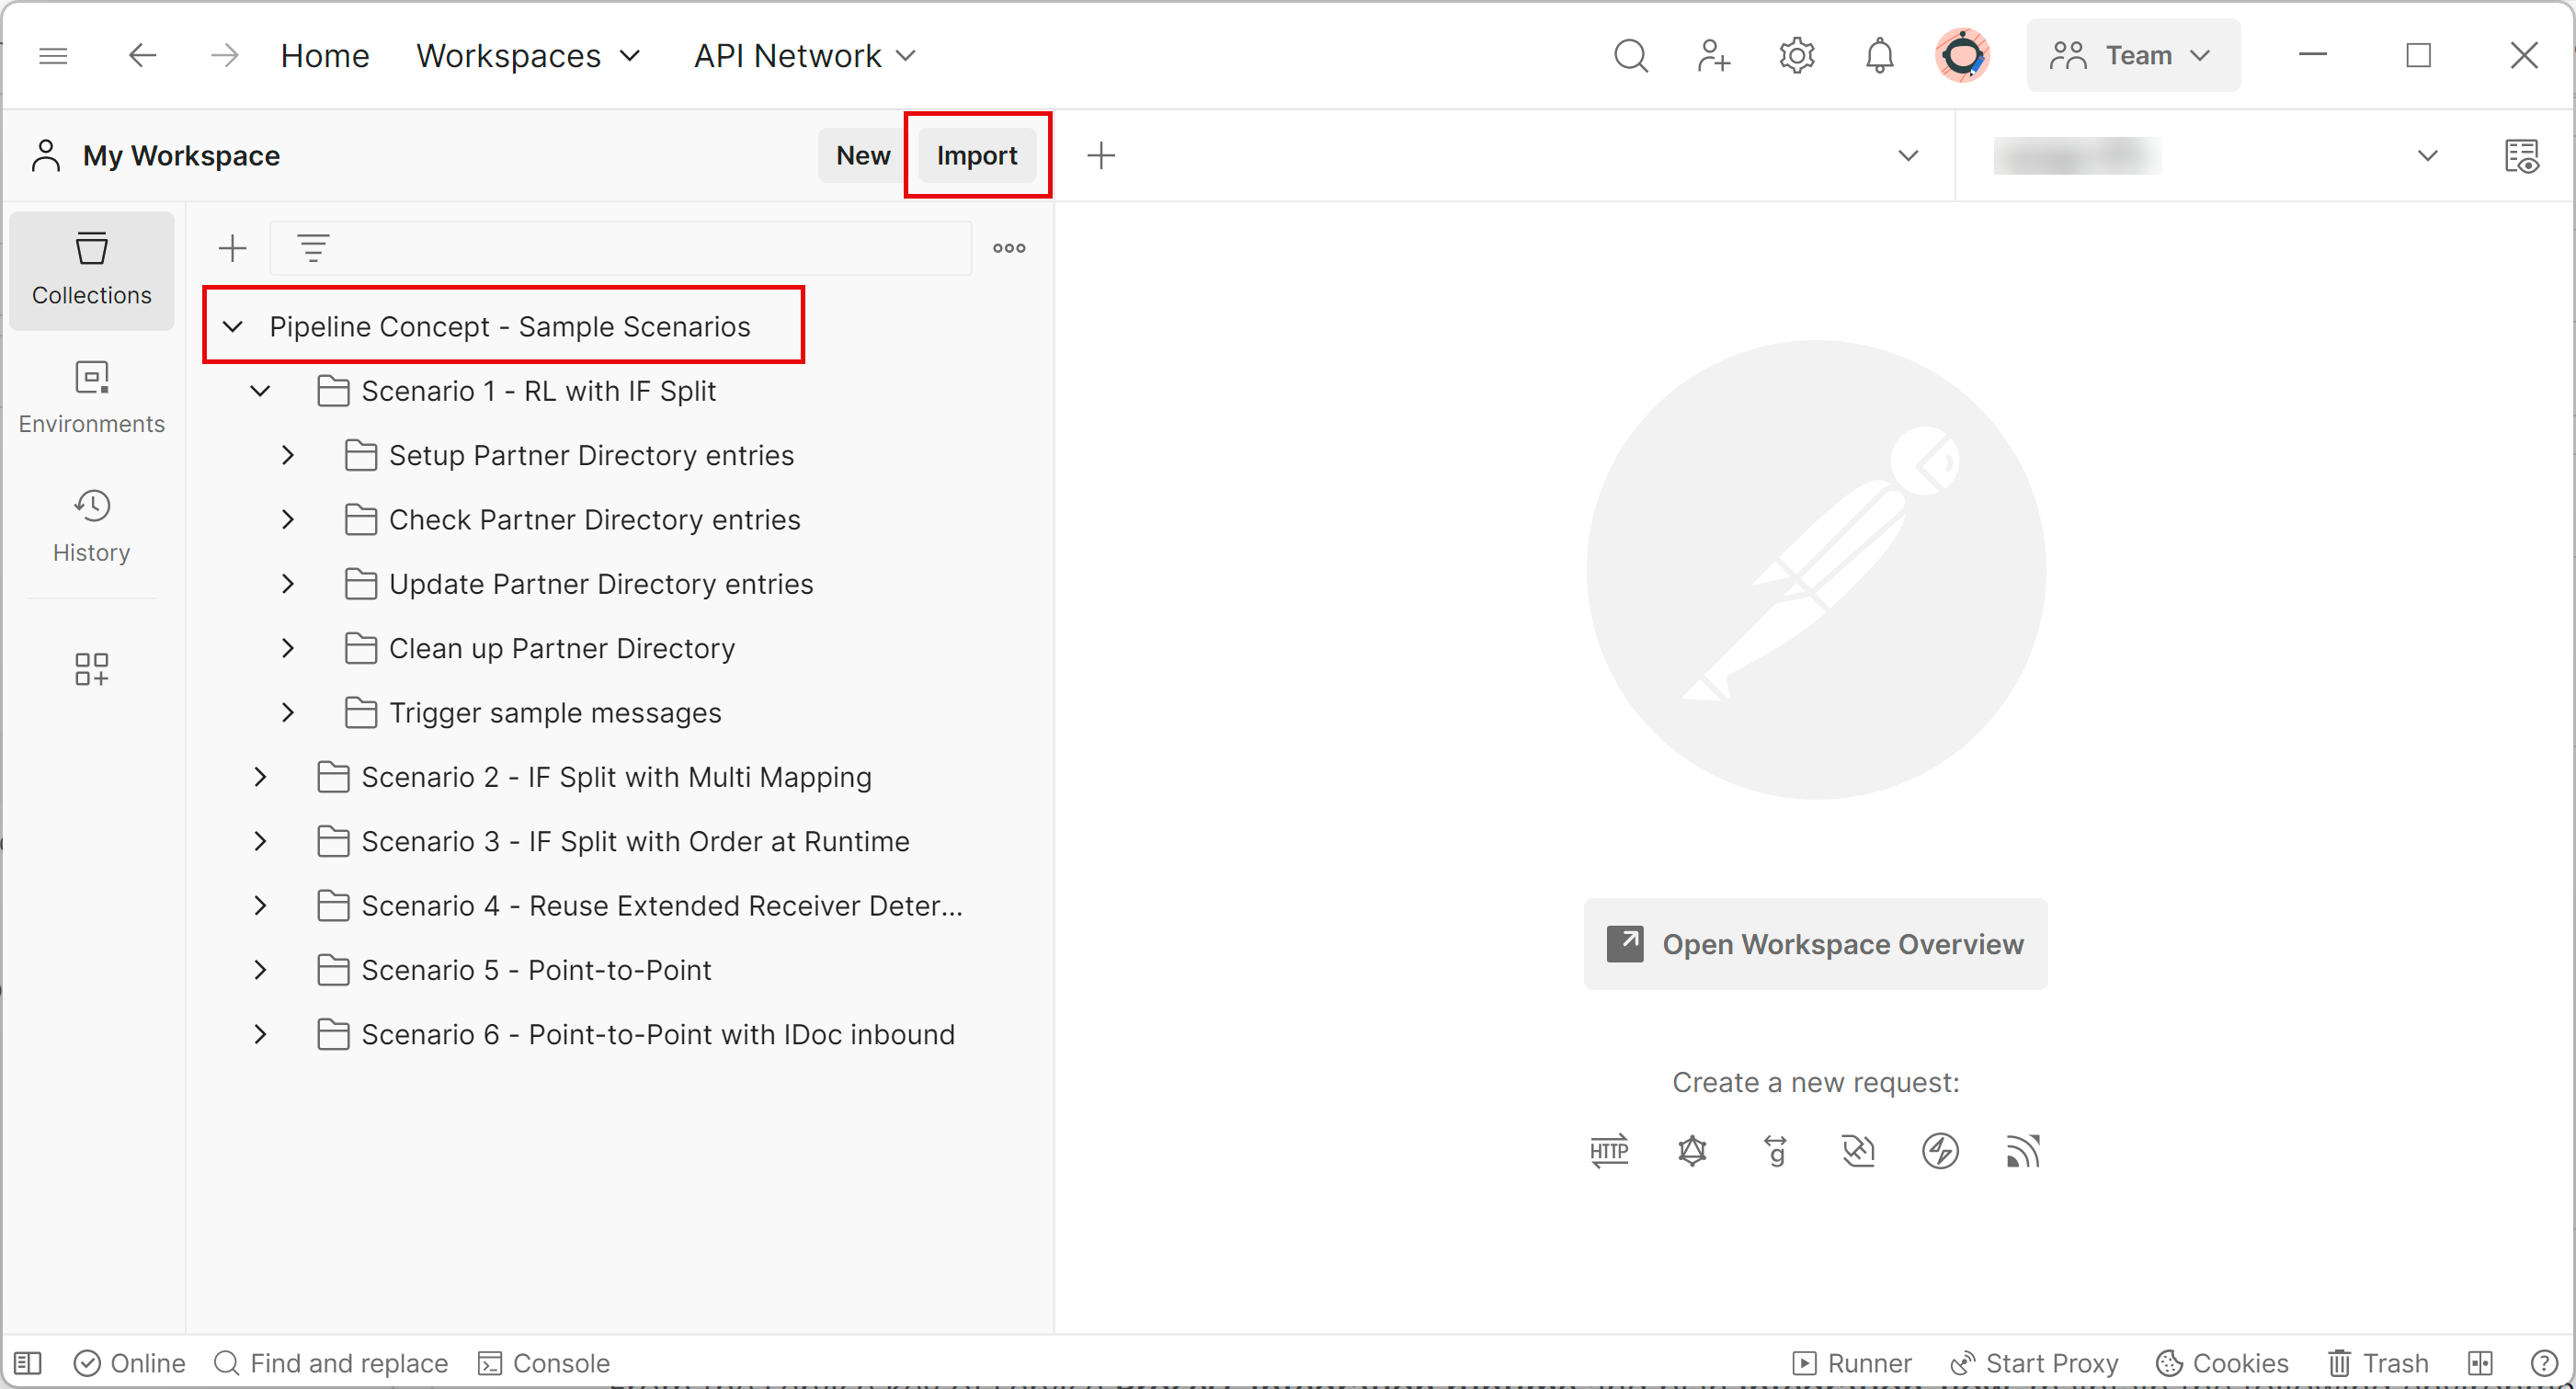 Home Workspaces API Network Team
My Workspace New Import
Collections
Pipeline Concept - Sample Scenarios
Scenario 1 - RL with IF Split
Environments
Setup Partner Directory entries
Check Partner Directory entries
History
Update Partner Directory entries
Clean up Partner Directory
Trigger sample messages
Scenario 2 - IF Split with Multi Mapping
Scenario 3 - IF Split with Order at Runtime
Scenario 4 - Reuse Extended Receiver Deter...
Scenario 5 - Point-to-Point
Scenario 6 - Point-to-Point with IDoc inbound
Open Workspace Overview
Create a new request:
HTTP g
Online Find and replace Console Runner Start Proxy Cookies Trash